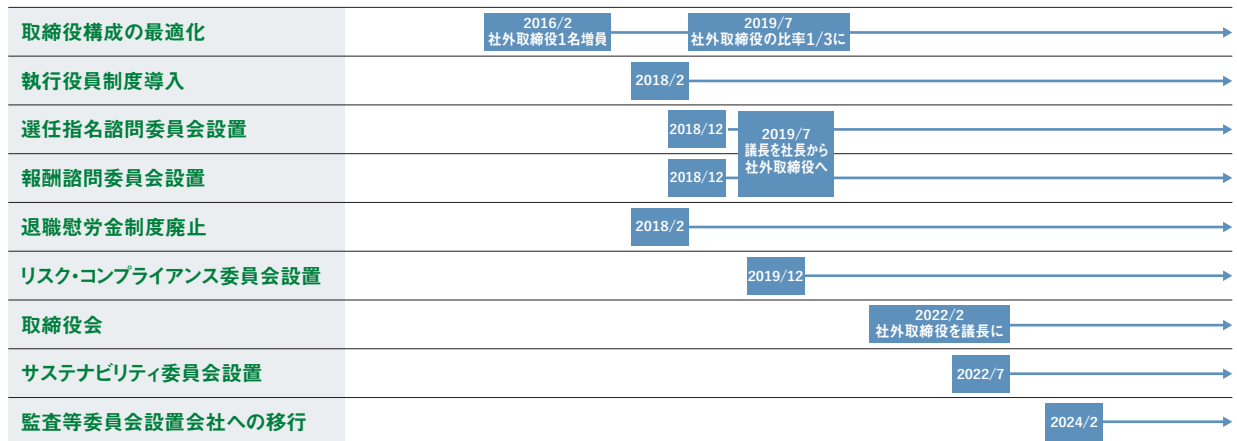 取締役構成の最適化
2016/2
社外取締役1名増員
2019/7
社外取締役の比率1/3に
執行役員制度導入
2018/2
選任指名諮問委員会設置
2018/12
2019/7
議長を社長から
社外取締役へ
報酬諮問委員会設置
2018/12
退職慰労金制度廃止
2018/2
リスク・コンプライアンス委員会設置
2019/12
取締役会
2022/2
社外取締役を議長に
サステナビリティ委員会設置
2022/7
監査等委員会設置会社への移行
2024/2